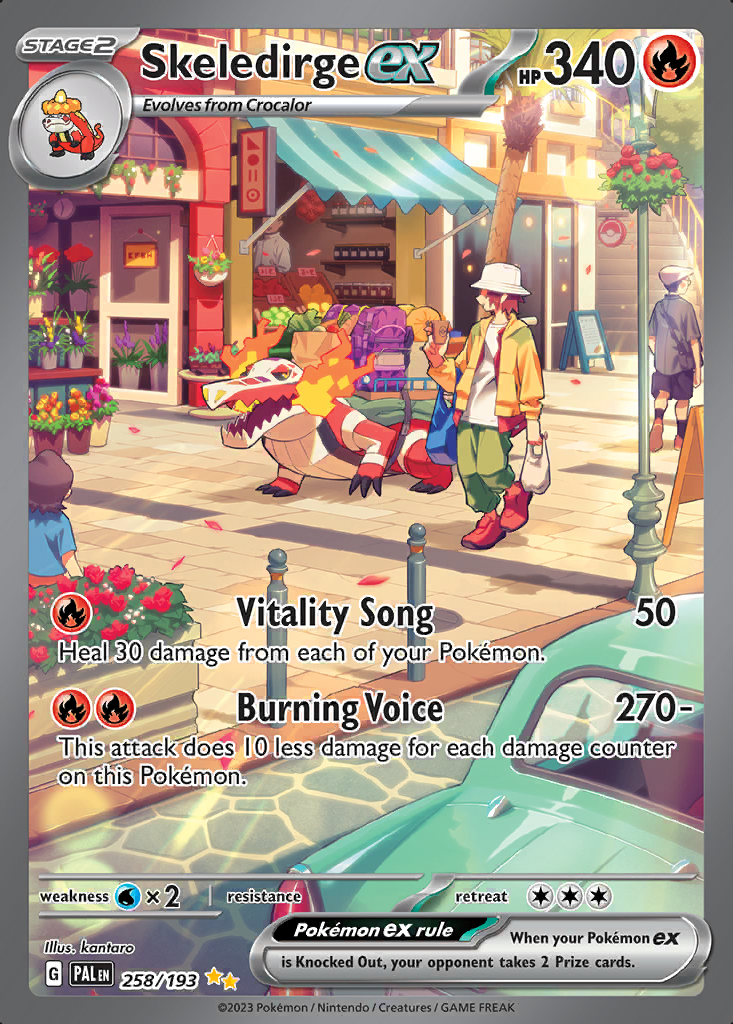 STAGE2
Skeledirge ex
HP 340
Evolves from Crocalor
Vitality Song 50
Heal 30 damage from each of your Pokémon.
Burning Voice 270-
This attack does 10 less damage for each damage counter
on this Pokémon.
weakness ×2 resistance retreat
Pokémon ex rule
When your Pokémon ex
is Knocked Out, your opponent takes 2 Prize cards.
Illus. kantaro
G PAL EN 258/193
©2023 Pokémon / Nintendo / Creatures / GAME FREAK